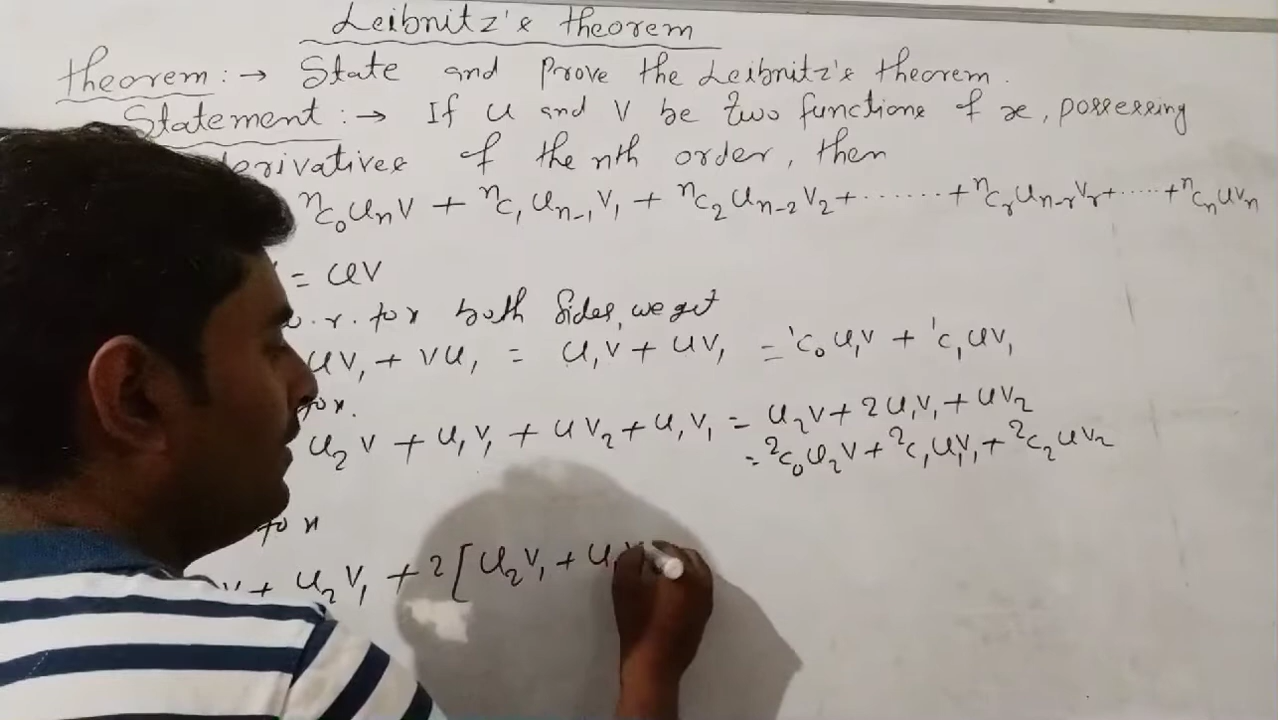 Leibnitz's theorem
theorem :→ State and Prove the Leibnitz's theorem.
Statement :→ If u and v be two functions of x, possessing
derivatives of the nth order, then
ⁿc₀uₙv + ⁿc₁uₙ₋₁v₁ + ⁿc₂uₙ₋₂v₂ + ....... + ⁿcᵣuₙ₋ᵣvᵣ + ..... + ⁿcₙuvₙ
= uv
w.r. to x both sides, we get
uv₁ + vu₁ = u₁v + uv₁ = ¹c₀u₁v + ¹c₁uv₁
to x.
u₂v + u₁v₁ + uv₂ + u₁v₁ = u₂v + 2u₁v₁ + uv₂
= ²c₀u₂v + ²c₁u₁v₁ + ²c₂uv₂
to x
v + u₂v₁ + 2[u₂v₁ + u₁v